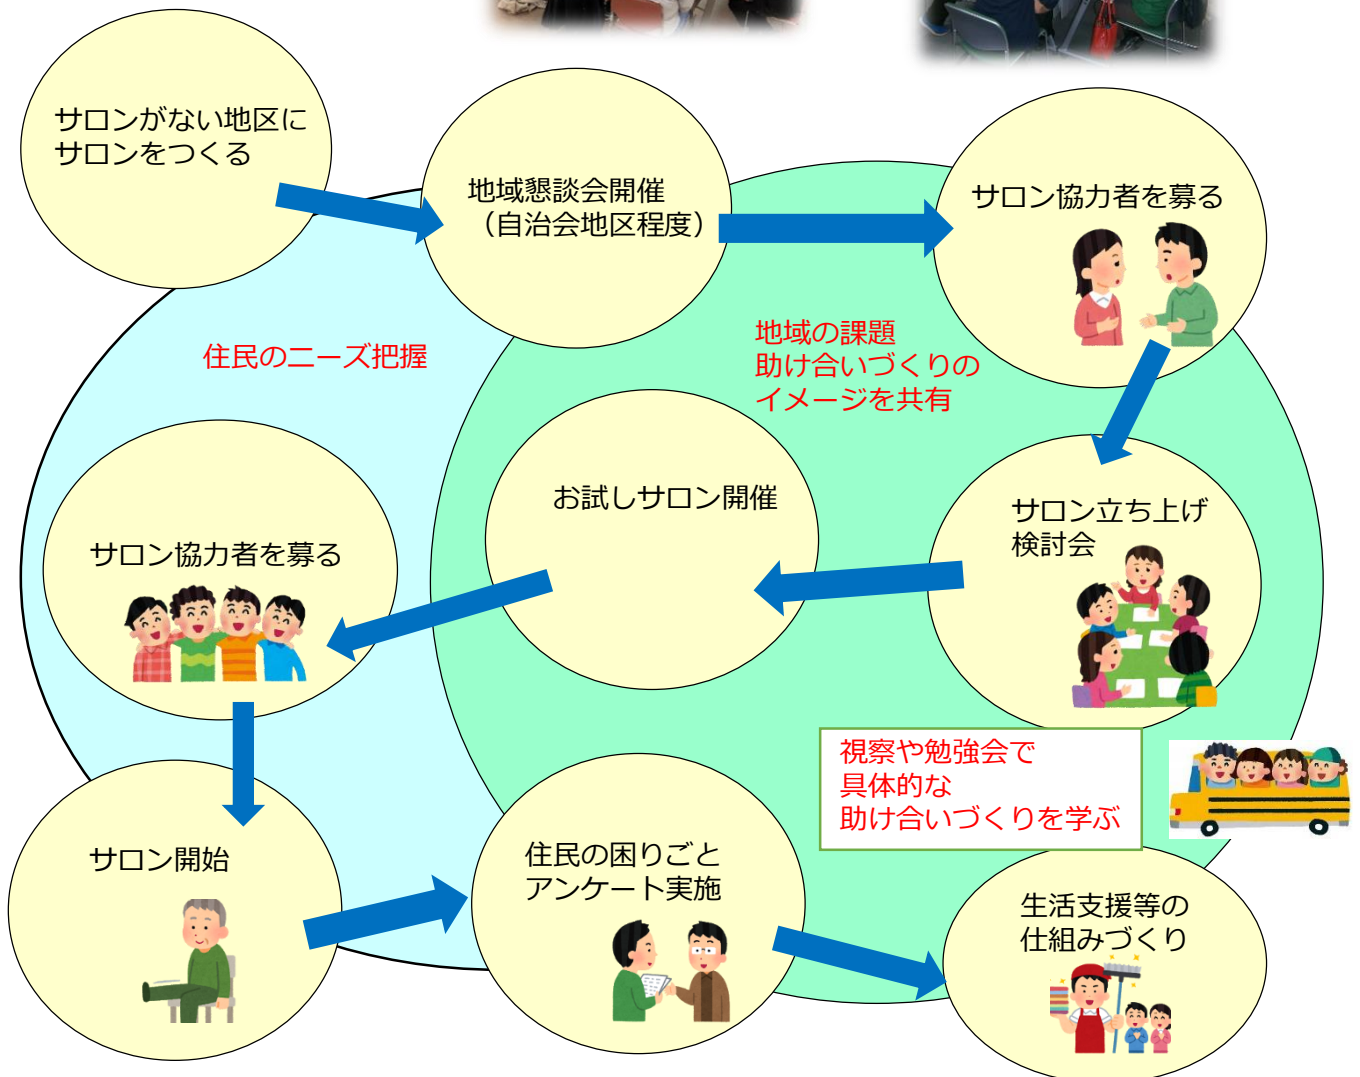 サロンがない地区に
サロンをつくる
地域懇談会開催
（自治会地区程度）
サロン協力者を募る
住民のニーズ把握
地域の課題
助け合いづくりの
イメージを共有
サロン立ち上げ
検討会
お試しサロン開催
サロン協力者を募る
視察や勉強会で
具体的な
助け合いづくりを学ぶ
サロン開始
住民の困りごと
アンケート実施
生活支援等の
仕組みづくり